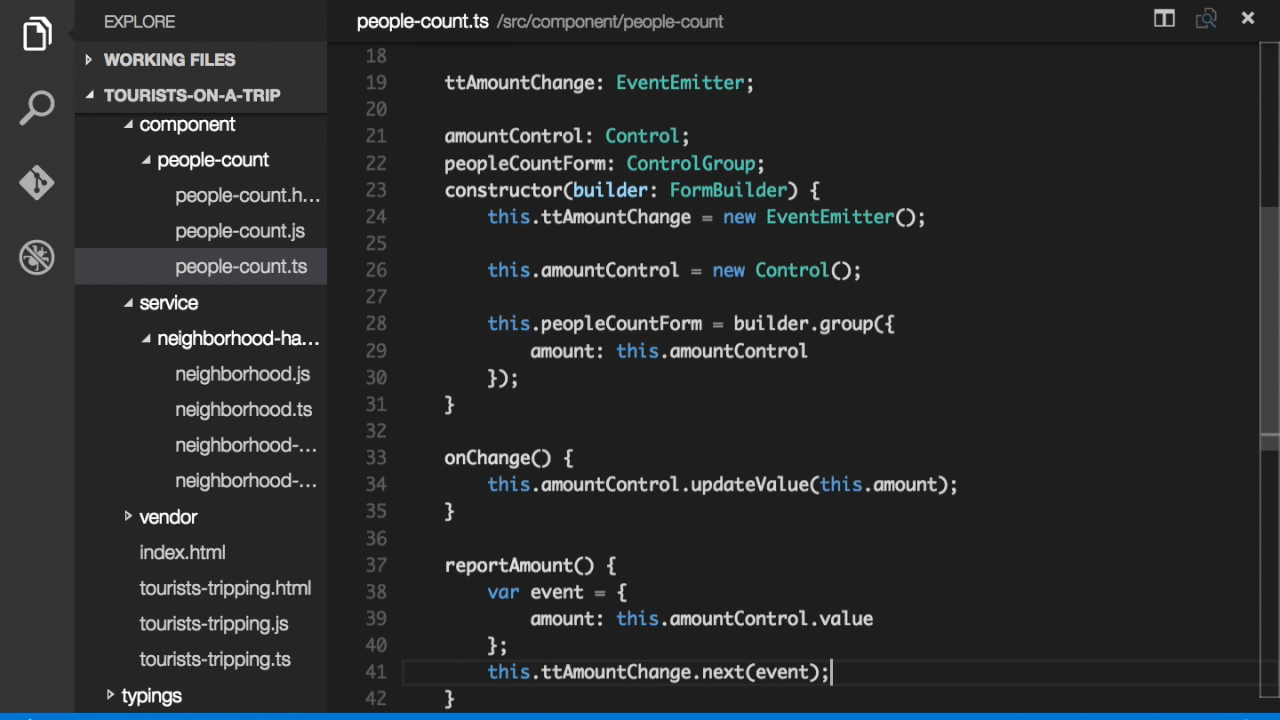 EXPLORE
WORKING FILES
TOURISTS-ON-A-TRIP
component
people-count
people-count.h...
people-count.js
people-count.ts
service
neighborhood-ha...
neighborhood.js
neighborhood.ts
neighborhood-...
neighborhood-...
vendor
index.html
tourists-tripping.html
tourists-tripping.js
tourists-tripping.ts
typings
people-count.ts /src/component/people-count
18
19 ttAmountChange: EventEmitter;
20
21 amountControl: Control;
22 peopleCountForm: ControlGroup;
23 constructor(builder: FormBuilder) {
24 this.ttAmountChange = new EventEmitter();
25
26 this.amountControl = new Control();
27
28 this.peopleCountForm = builder.group({
29 amount: this.amountControl
30 });
31 }
32
33 onChange() {
34 this.amountControl.updateValue(this.amount);
35 }
36
37 reportAmount() {
38 var event = {
39 amount: this.amountControl.value
40 };
41 this.ttAmountChange.next(event);
42 }